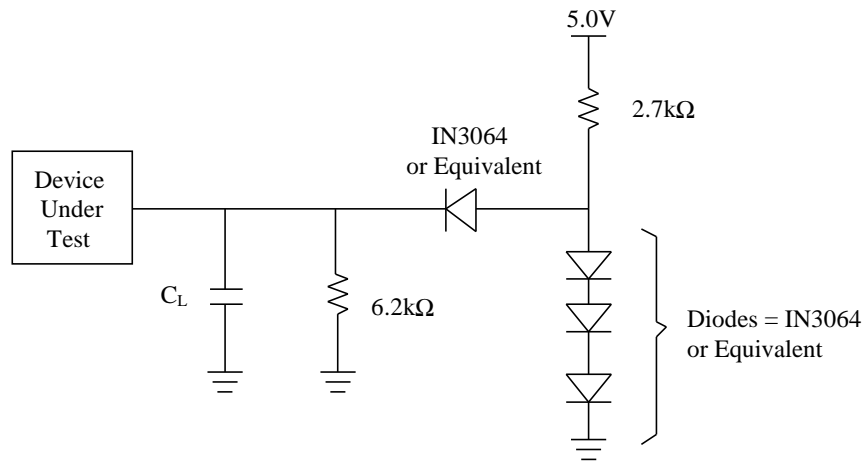 5.0V
2.7kΩ
IN3064
or Equivalent
Device
Under
Test
CL
6.2kΩ
Diodes = IN3064
or Equivalent